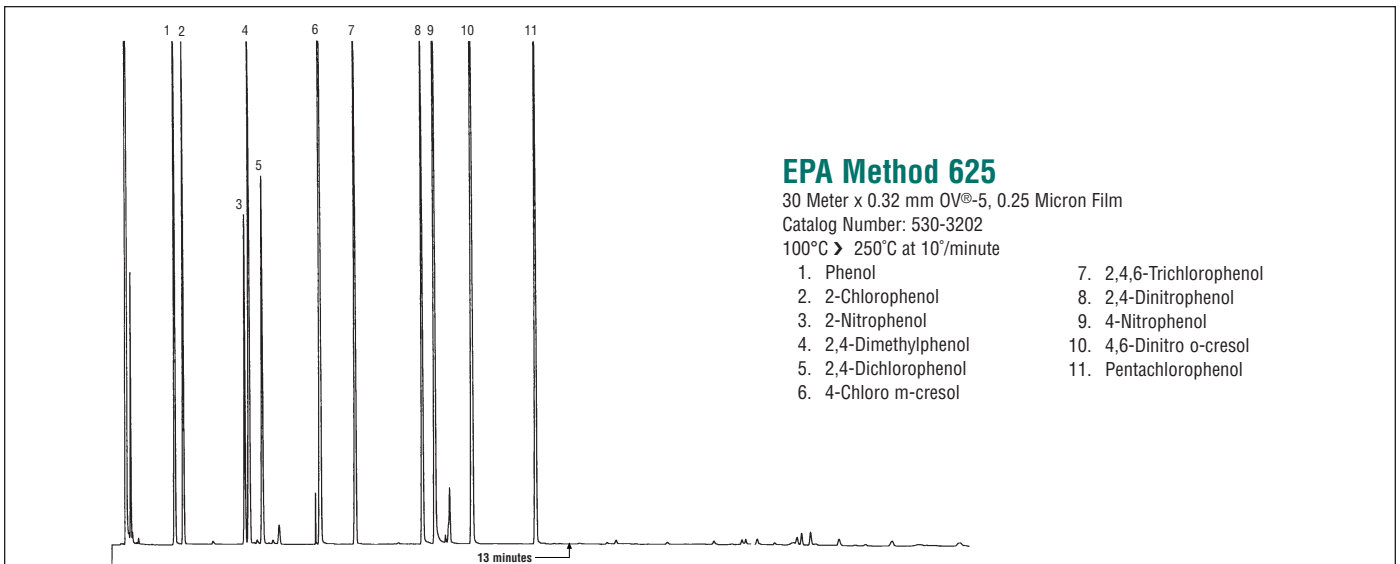 1 2 4 6 7 8 9 10 11
5
3
EPA Method 625
30 Meter x 0.32 mm OV®-5, 0.25 Micron Film
Catalog Number: 530-3202
100°C ❯ 250°C at 10°/minute
1. Phenol
2. 2-Chlorophenol
3. 2-Nitrophenol
4. 2,4-Dimethylphenol
5. 2,4-Dichlorophenol
6. 4-Chloro m-cresol
7. 2,4,6-Trichlorophenol
8. 2,4-Dinitrophenol
9. 4-Nitrophenol
10. 4,6-Dinitro o-cresol
11. Pentachlorophenol
13 minutes